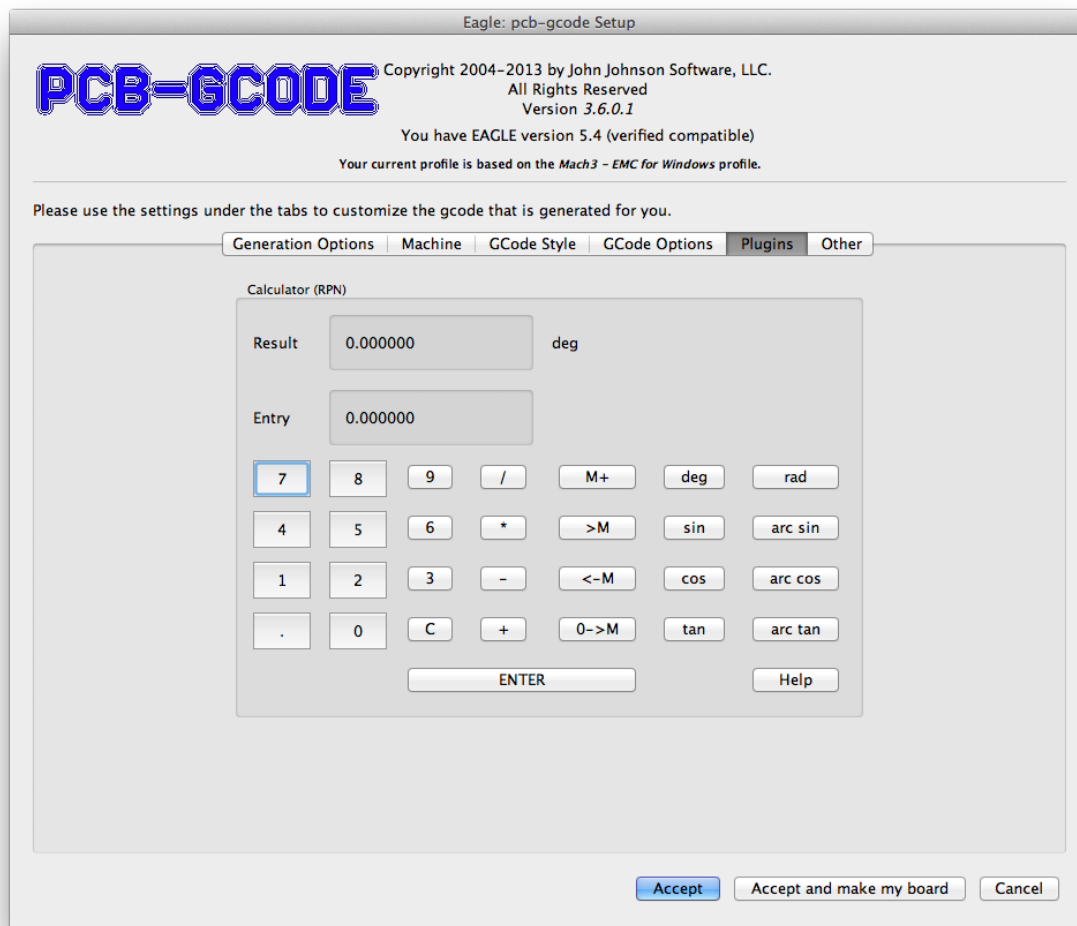 Eagle: pcb-gcode Setup
PCB-GCODE
Copyright 2004-2013 by John Johnson Software, LLC.
All Rights Reserved
Version 3.6.0.1
You have EAGLE version 5.4 (verified compatible)
Your current profile is based on the Mach3 - EMC for Windows profile.
Please use the settings under the tabs to customize the gcode that is generated for you.
Generation Options Machine GCode Style GCode Options Plugins Other
Calculator (RPN)
Result 0.000000 deg
Entry 0.000000
7 8 9 / M+ deg rad
4 5 6 * >M sin arc sin
1 2 3 - <-M cos arc cos
. 0 C + 0->M tan arc tan
ENTER Help
Accept Accept and make my board Cancel